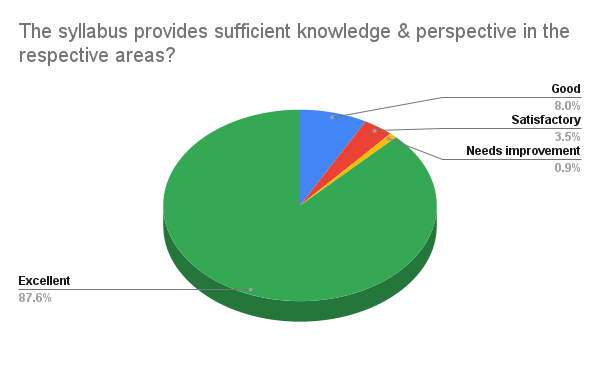 The syllabus provides sufficient knowledge & perspective in the
respective areas?
Good
8.0%
Satisfactory
3.5%
Needs improvement
0.9%
Excellent
87.6%